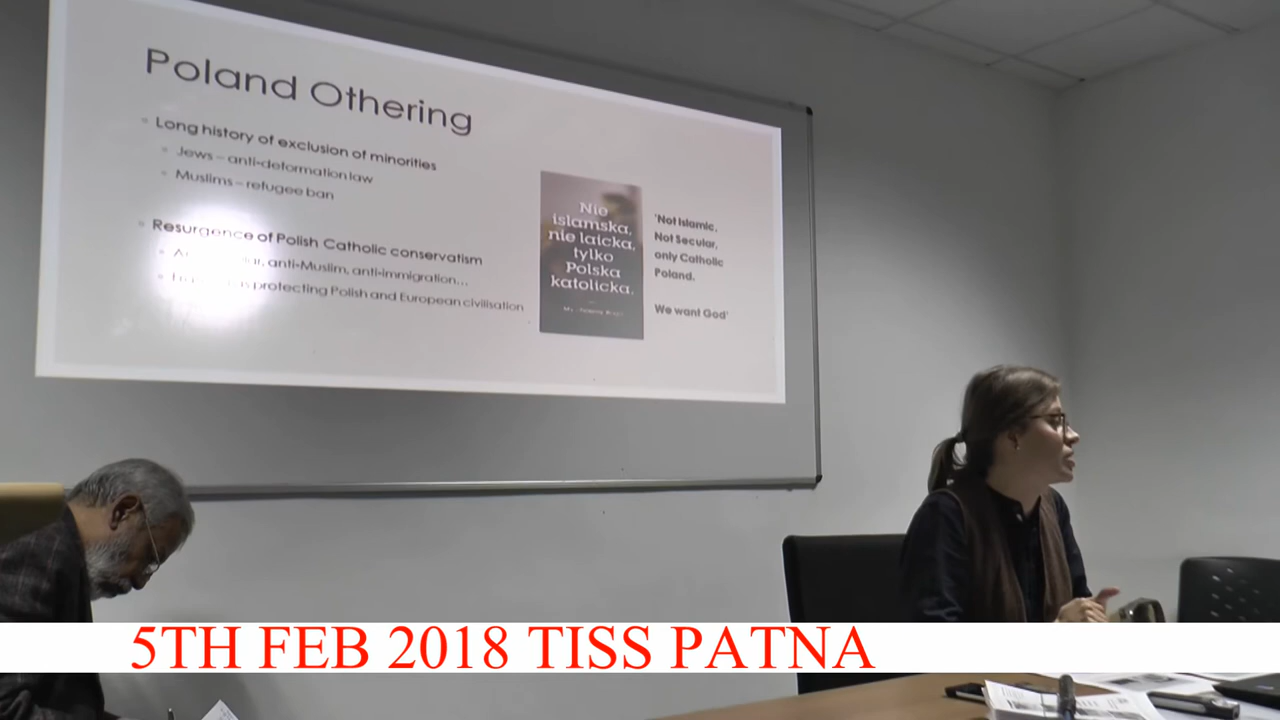 Poland Othering
Long history of exclusion of minorities
Jews – anti-deformation law
Muslims – refugee ban
Resurgence of Polish Catholic conservatism
anti-Muslim, anti-immigration...
protecting Polish and European civilisation
Nie
islamska,
nie laicka,
tylko
Polska
katolicka.
'Not Islamic,
Not Secular,
only Catholic
Poland.
We want God'
5TH FEB 2018 TISS PATNA